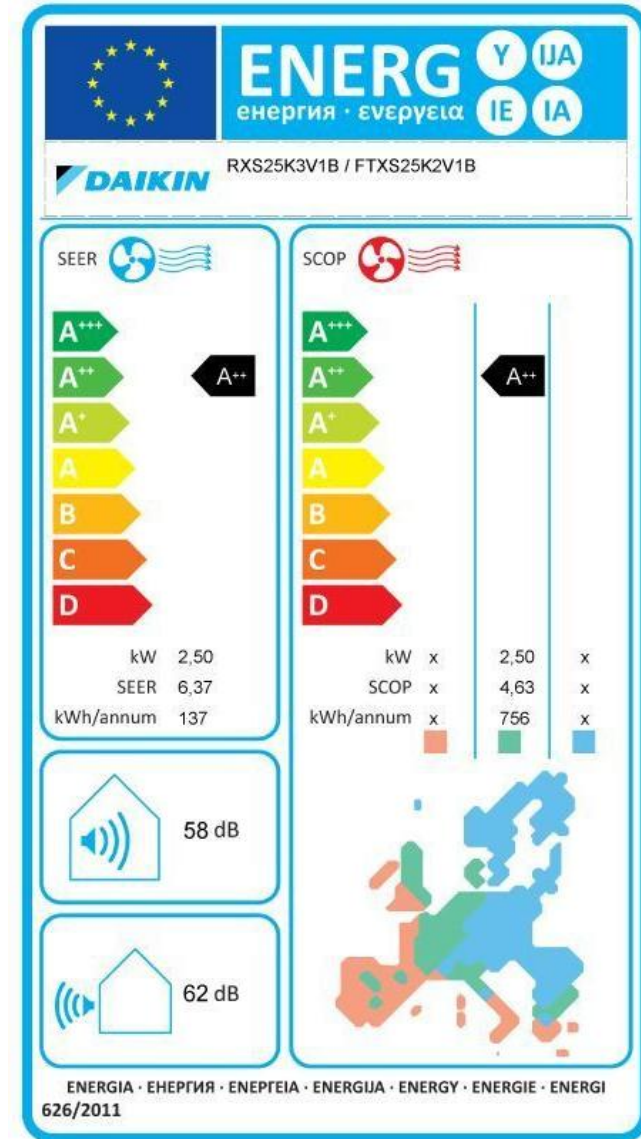 ENERG
енергия · ενεργεια
Y IJA
IE IA
DAIKIN
RXS25K3V1B / FTXS25K2V1B
SEER
A+++
A++
A+
A
B
C
D
A++
kW 2,50
SEER 6,37
kWh/annum 137
SCOP
A+++
A++
A+
A
B
C
D
A++
kW x 2,50 x
SCOP x 4,63 x
kWh/annum x 756 x
58 dB
62 dB
ENERGIA · ЕНЕРГИЯ · ΕΝΕΡΓΕΙΑ · ENERGIJA · ENERGY · ENERGIE · ENERGI
626/2011